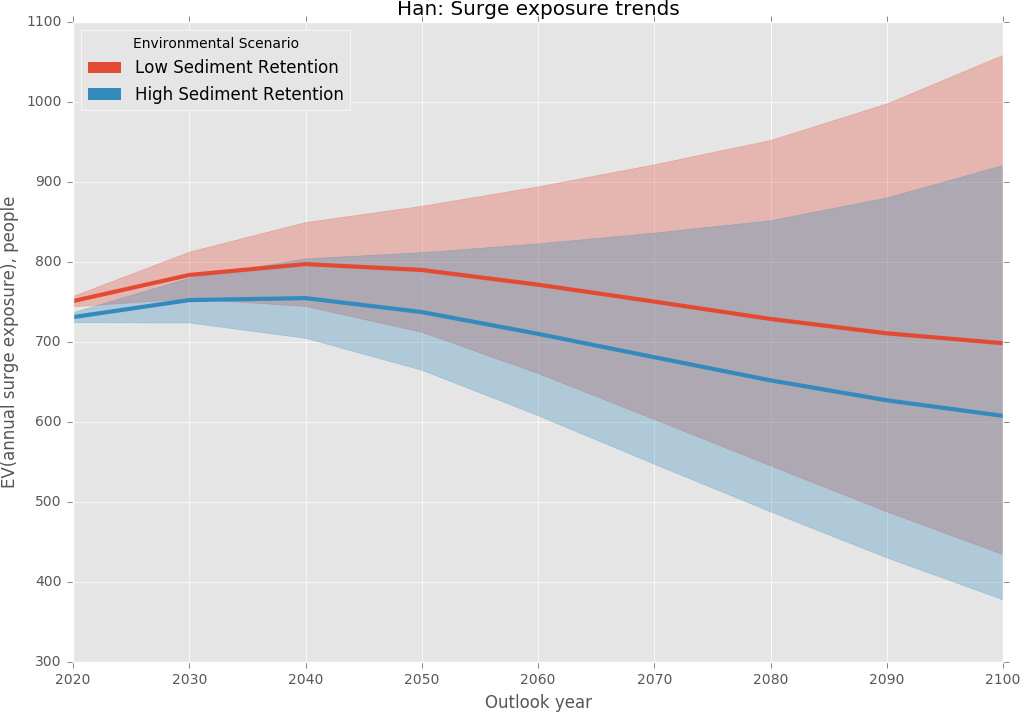 Han: Surge exposure trends
Environmental Scenario
Low Sediment Retention
High Sediment Retention
EV(annual surge exposure), people
1100
1000
900
800
700
600
500
400
300
2020 2030 2040 2050 2060 2070 2080 2090 2100
Outlook year